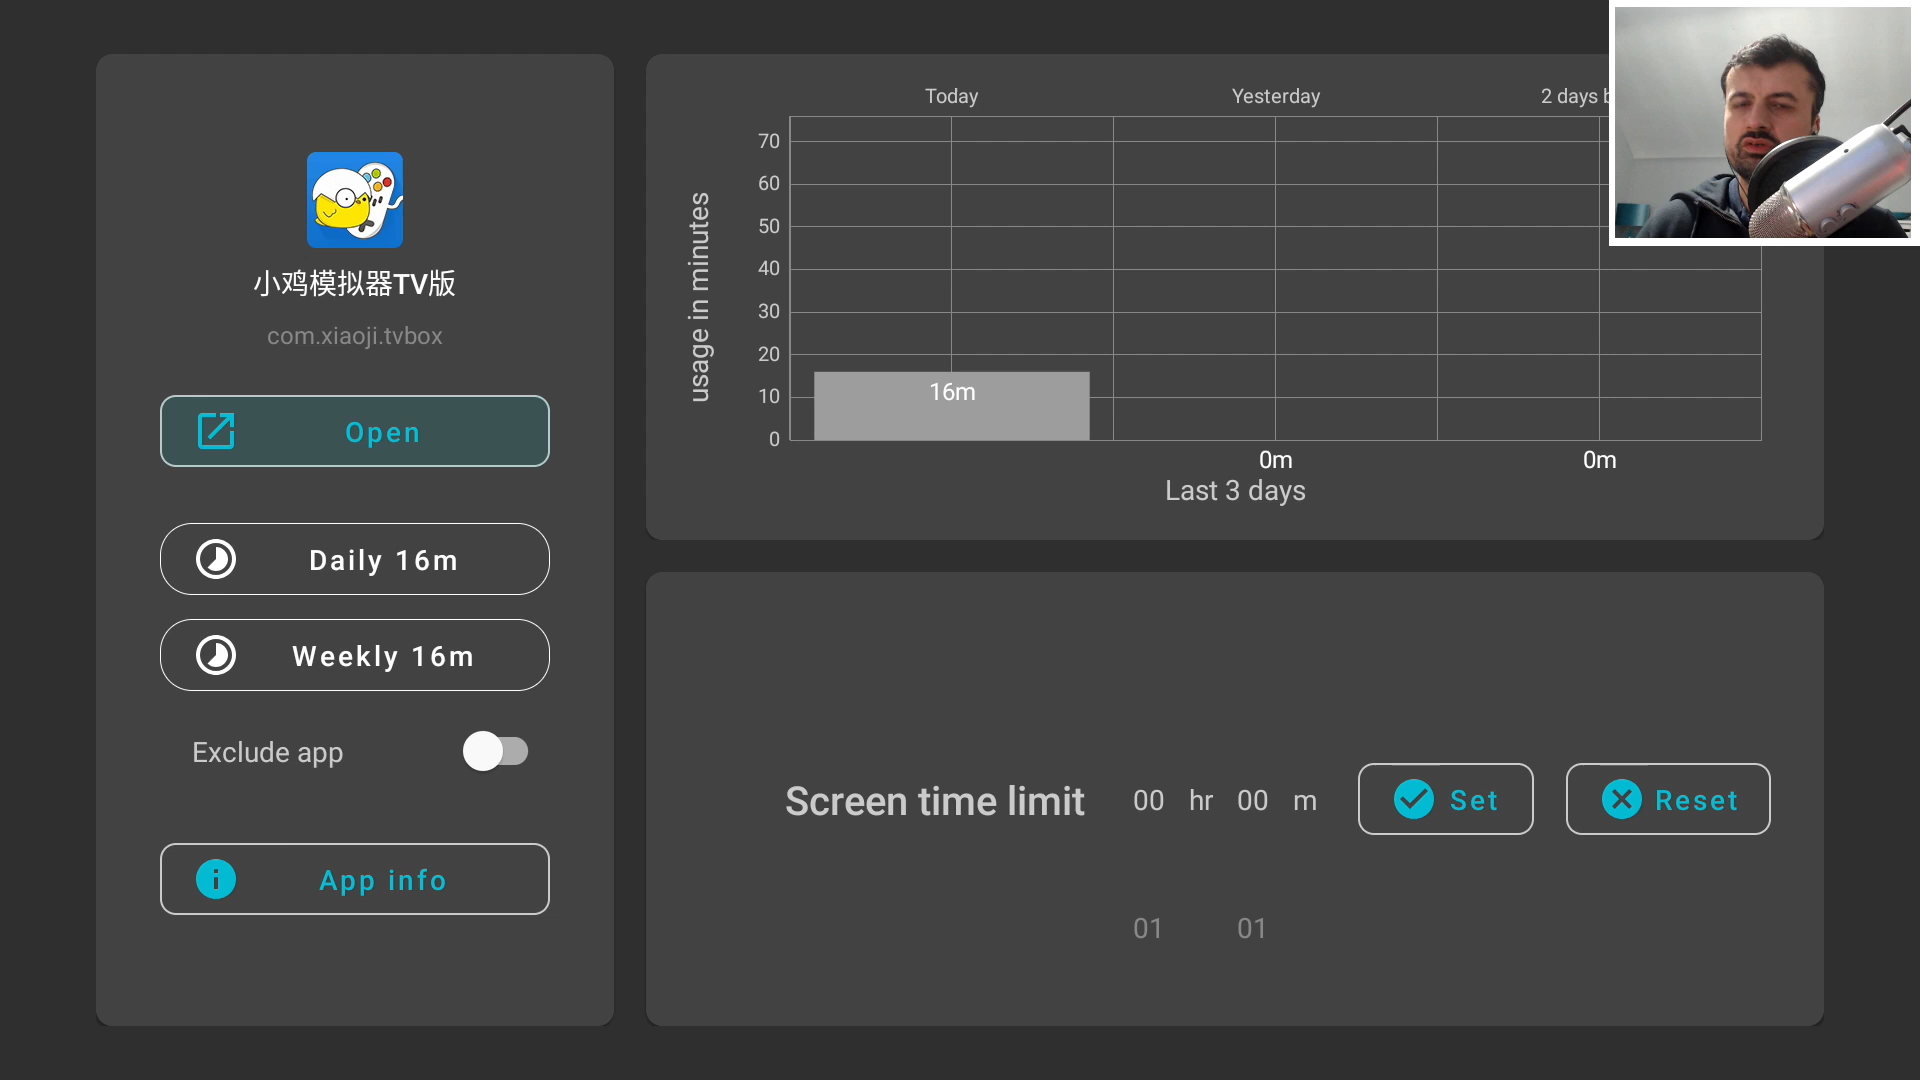 小鸡模拟器TV版
com.xiaoji.tvbox
Open
Daily 16m
Weekly 16m
Exclude app
App info
Today
Yesterday
2 days
usage in minutes
70
60
50
40
30
20
10
0
16m
0m
0m
Last 3 days
Screen time limit
00 hr 00 m
Set
Reset
01 01